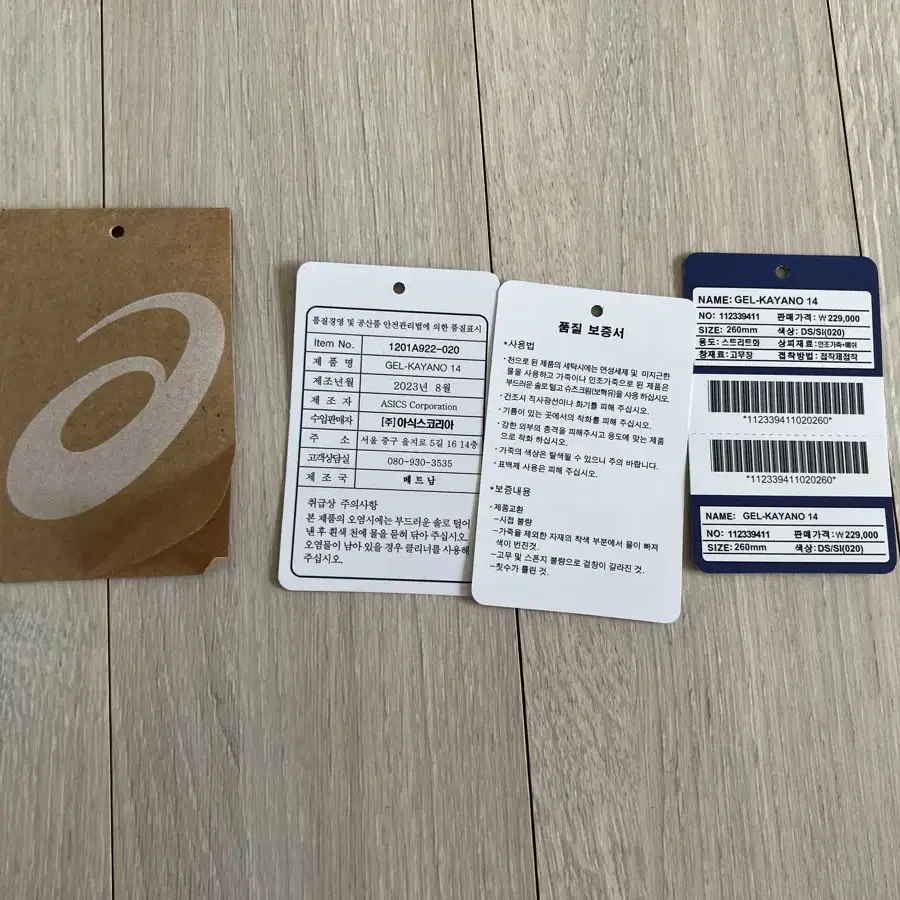 품질경영 및 공산품 안전관리법에 의한 품질표시
Item No. 1201A922-020
제 품 명 GEL-KAYANO 14
제조년월 2023년 8월
제 조 자 ASICS Corporation
수입판매자 [주]아식스코리아
주 소 서울 중구 을지로 5길 16 14층
고객상담실 080-930-3535
제 조 국 베트남
취급상 주의사항
본 제품의 오염시에는 부드러운 솔로 털어
낸 후 흰색 천에 물을 묻혀 닦아 주십시오.
오염물이 남아 있을 경우 클리너를 사용해
주십시오.
품질 보증서
*사용법
· 천으로 된 제품의 세탁시에는 연성세제 및 미지근한
물을 사용하고 가죽이나 인조가죽으로 된 제품은
부드러운 솔로 털고 슈즈크림(보혁유)을 사용 하십시오.
· 건조시 직사광선이나 화기를 피해 주십시오.
· 기름이 있는 곳에서의 착화를 피해 주십시오.
· 강한 외부의 충격을 피해주시고 용도에 맞는 제품
으로 착화 하십시오.
· 가죽의 색상은 탈색될 수 있으니 주의 바랍니다.
· 표백제 사용은 피해 주십시오.
*보증내용
· 제품교환
–시접 불량
–가죽을 제외한 자재의 착색 부분에서 물이 빠져
색이 번진것.
–고무 및 스폰지 불량으로 겉창이 갈라진 것.
–칫수가 틀린 것.
NAME: GEL-KAYANO 14
NO: 112339411 판매가격: ₩ 229,000
SIZE: 260mm 색상: DS/SI(020)
용도: 스트리트화 상피재료: 인조가죽+메쉬
창재료: 고무창 접착방법: 접착제접착
*112339411020260*
*112339411020260*
NAME: GEL-KAYANO 14
NO: 112339411 판매가격: ₩ 229,000
SIZE: 260mm 색상: DS/SI(020)